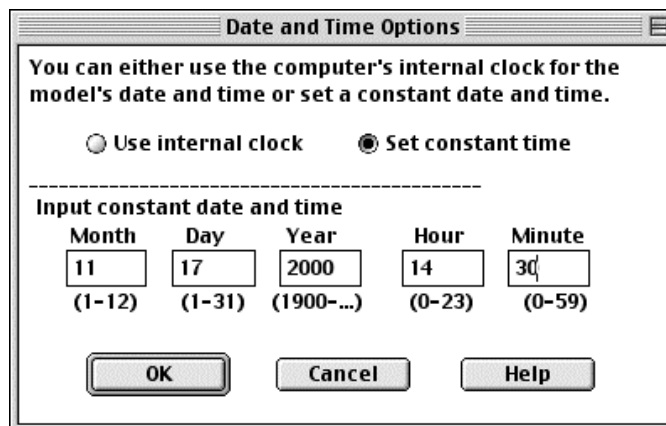 Date and Time Options
You can either use the computer's internal clock for the
model's date and time or set a constant date and time.
Use internal clock Set constant time
Input constant date and time
Month Day Year Hour Minute
11 17 2000 14 30
(1-12) (1-31) (1900-...) (0-23) (0-59)
OK Cancel Help